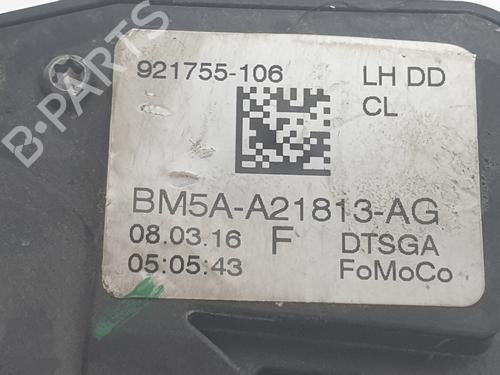 B-PARTS
921755-106 LH DD
CL
BM5A-A21813-AG
08.03.16 F DTSGA
05:05:43 FoMoCo